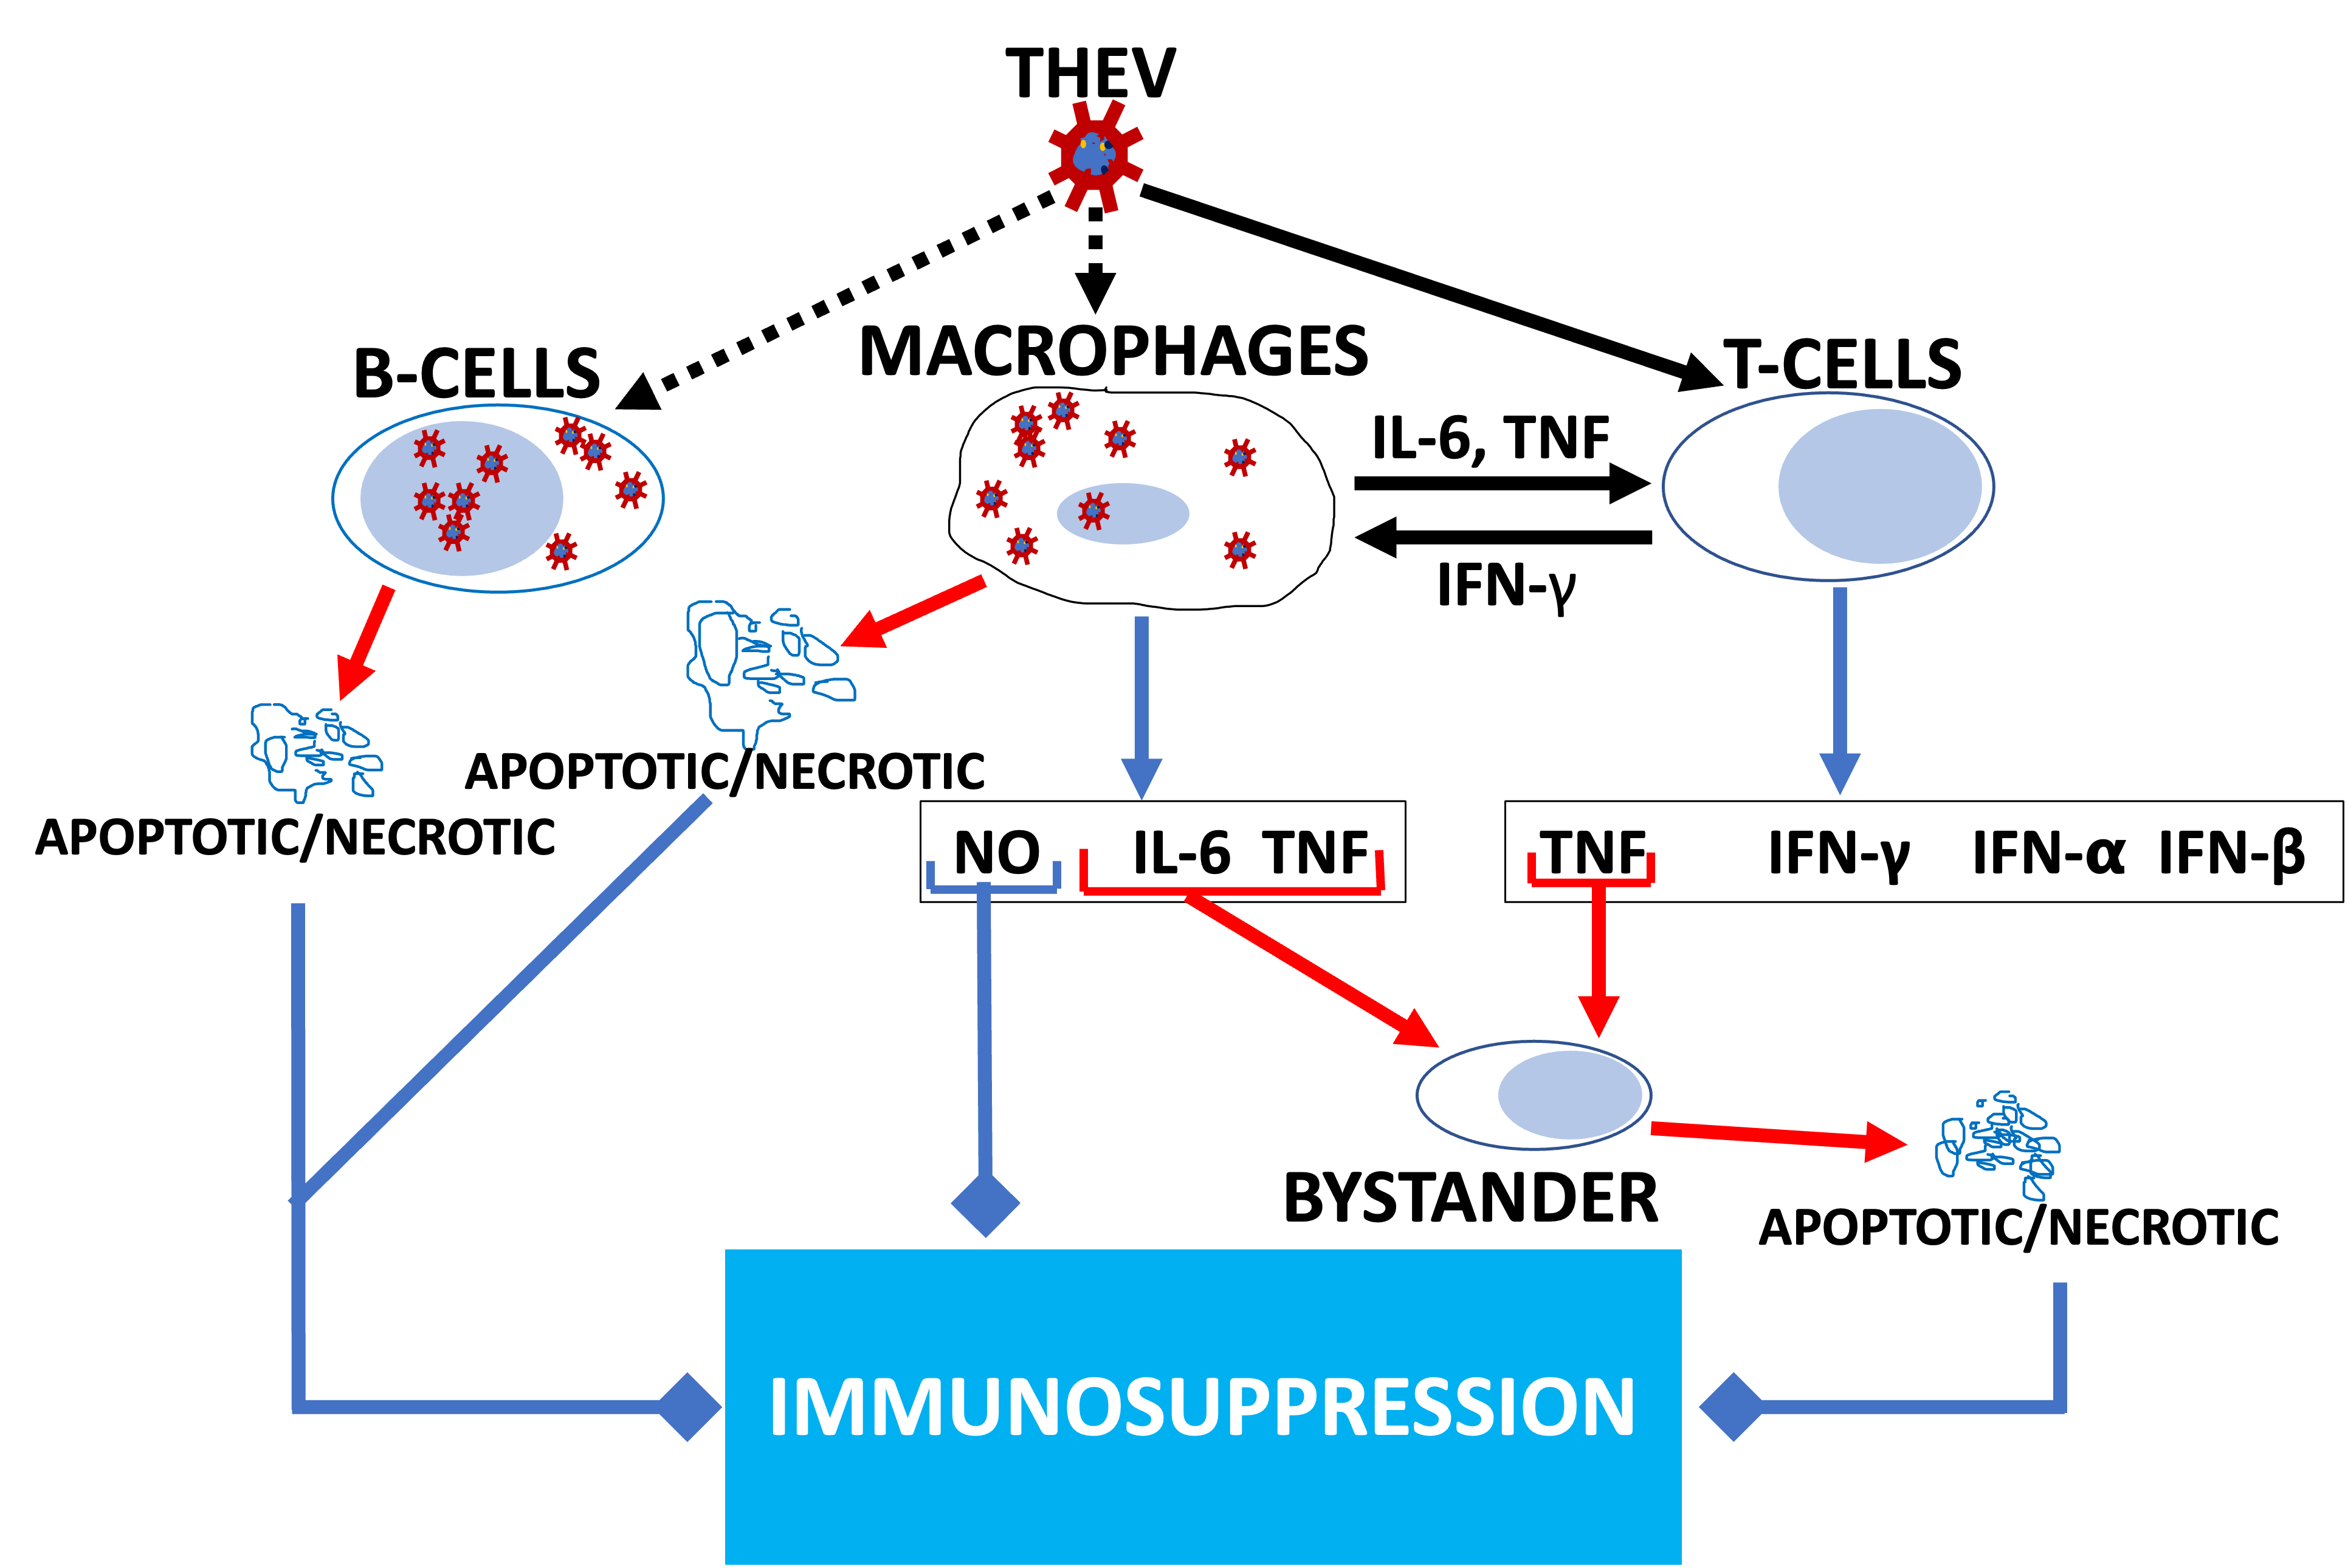 THEV
B-CELLS
MACROPHAGES
T-CELLS
IL-6, TNF
IFN-γ
APOPTOTIC/NECROTIC
APOPTOTIC/NECROTIC
NO IL-6 TNF
TNF IFN-γ IFN-α IFN-β
BYSTANDER
APOPTOTIC/NECROTIC
IMMUNOSUPPRESSION